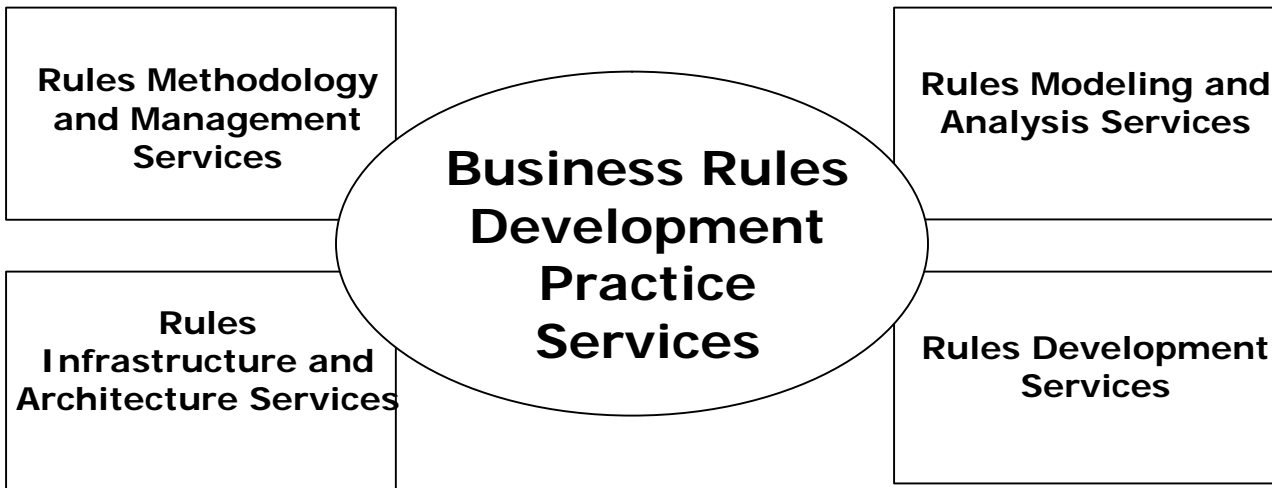 Rules Methodology
and Management
Services
Rules Modeling and
Analysis Services
Business Rules
Development
Practice
Services
Rules
Infrastructure and
Architecture Services
Rules Development
Services